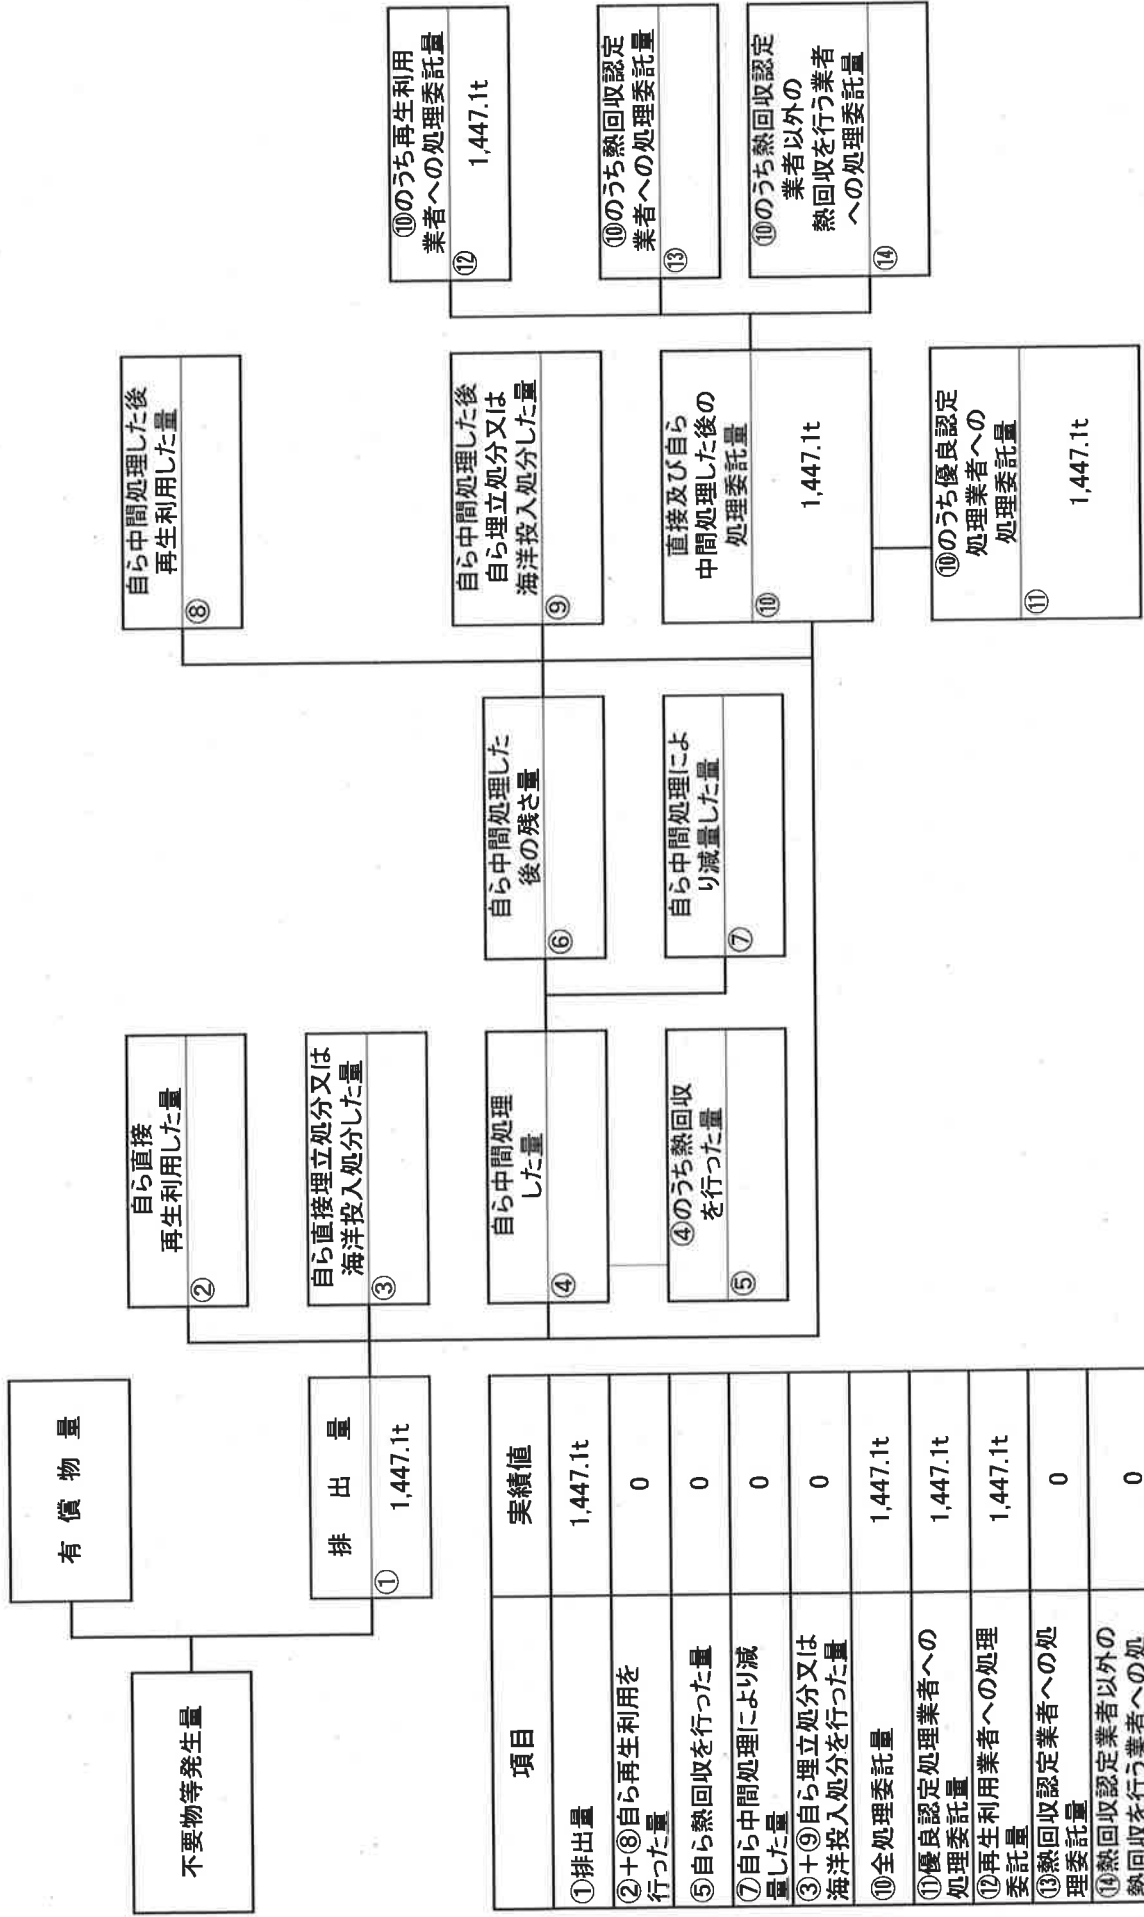 不要物等発生量
有償物量
排出量
①
1,447.1t
自ら直接
再生利用した量
②
自ら直接埋立処分又は
海洋投入処分した量
③
自ら中間処理
した量
④
④のうち熱回収
を行った量
⑤
自ら中間処理した
後の残さ量
⑥
自ら中間処理によ
り減量した量
⑦
自ら中間処理した後
再生利用した量
⑧
自ら中間処理した後
自ら埋立処分又は
海洋投入処分した量
⑨
直接及び自ら
中間処理した後の
処理委託量
⑩
1,447.1t
⑩のうち優良認定
処理業者への
処理委託量
⑪
1,447.1t
⑩のうち再生利用
業者への処理委託量
⑫
1,447.1t
⑩のうち熱回収認定
業者への処理委託量
⑬
⑩のうち熱回収認定
業者以外の
熱回収を行う業者
への処理委託量
⑭
項目 実績値
①排出量 1,447.1t
②+⑧自ら再生利用を
行った量 0
⑤自ら熱回収を行った量 0
⑦自ら中間処理により減
量した量 0
③+⑨自ら埋立処分又は
海洋投入処分を行った量 0
⑩全処理委託量 1,447.1t
⑪優良認定処理業者への
処理委託量 1,447.1t
⑫再生利用業者への処理
委託量 1,447.1t
⑬熱回収認定業者への処
理委託量 0
⑭熱回収認定業者以外の
熱回収を行う業者への処 0